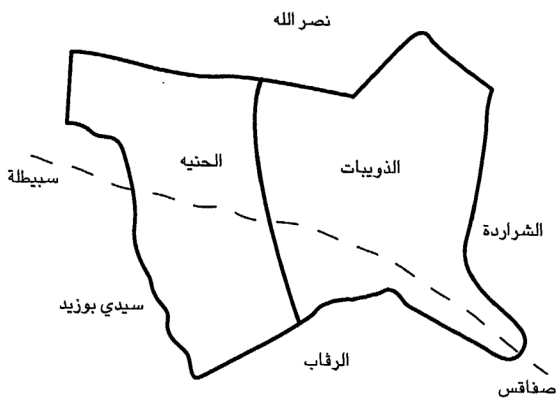 نصر الله
الحنيه
الذويبات
سبيطلة
الشراردة
سيدي بوزيد
الرقاب
صفاقس